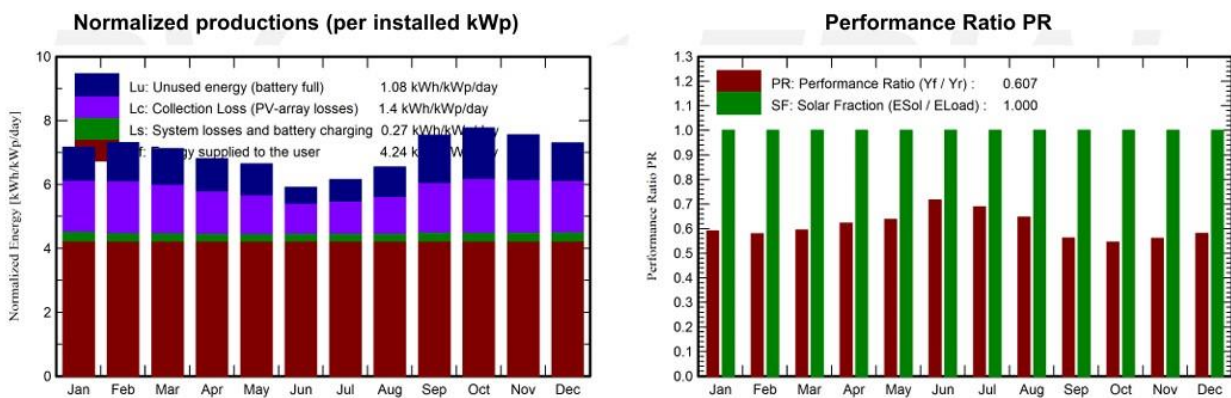 Normalized productions (per installed kWp)
Normalized Energy [kWh/kWp/day]
10
8
6
4
2
0
Lu: Unused energy (battery full) 1.08 kWh/kWp/day
Lc: Collection Loss (PV-array losses) 1.4 kWh/kWp/day
Ls: System losses and battery charging 0.27 kWh/kWp/day
supplied to the user 4.24
Jan Feb Mar Apr May Jun Jul Aug Sep Oct Nov Dec
Performance Ratio PR
Performance Ratio PR
1.3
1.2
1.1
1.0
0.9
0.8
0.7
0.6
0.5
0.4
0.3
0.2
0.1
0.0
PR: Performance Ratio (Yf / Yr) : 0.607
SF: Solar Fraction (ESol / ELoad) : 1.000
Jan Feb Mar Apr May Jun Jul Aug Sep Oct Nov Dec